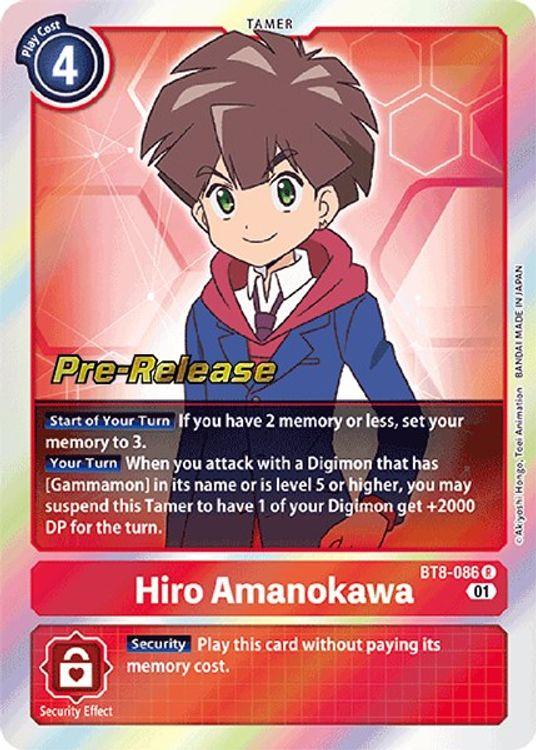 TAMER
Play Cost
4
Pre-Release
Start of Your Turn If you have 2 memory or less, set your
memory to 3.
Your Turn When you attack with a Digimon that has
[Gammamon] in its name or is level 5 or higher, you may
suspend this Tamer to have 1 of your Digimon get +2000
DP for the turn.
©Akiyoshi Hongo, Toei Animation BANDAI MADE IN JAPAN
BT8-086 R
Hiro Amanokawa
01
Security Play this card without paying its
memory cost.
Security Effect